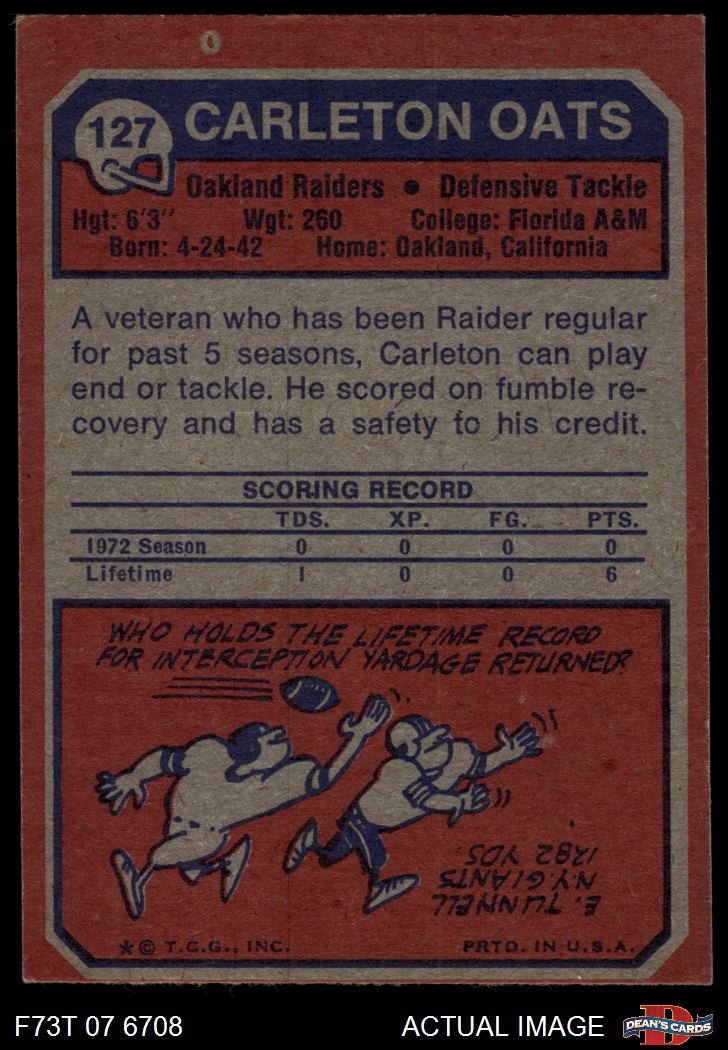 127 CARLETON OATS
Oakland Raiders • Defensive Tackle
Hgt: 6'3" Wgt: 260 College: Florida A&M
Born: 4-24-42 Home: Oakland, California
A veteran who has been Raider regular
for past 5 seasons, Carleton can play
end or tackle. He scored on fumble re-
covery and has a safety to his credit.
SCORING RECORD
TDS. XP. FG. PTS.
1972 Season 0 0 0 0
Lifetime 1 0 0 6
WHO HOLDS THE LIFETIME RECORD
FOR INTERCEPTION YARDAGE RETURNED?
E. TUNNELL
N.Y. GIANTS
1282 YDS.
* © T.C.G., INC. PRTD. IN U.S.A.
F73T 07 6708 ACTUAL IMAGE
D
DEAN'S CARDS